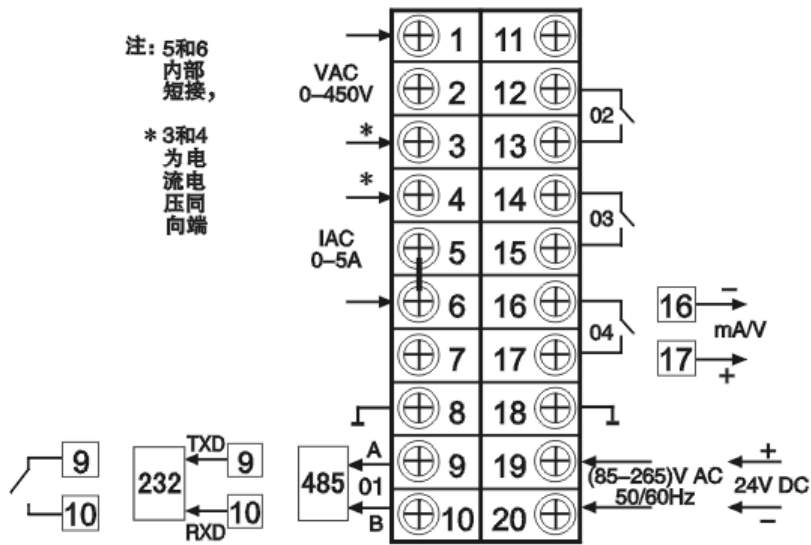 注: 5和6
内部
短接，
* 3和4
为电
流电
压同
向端
VAC
0–450V
*
*
IAC
0–5A
1 11
2 12
3 13
4 14
5 15
6 16
7 17
8 18
9 19
10 20
02
03
04
16 –
mA/V
17 +
9
10
232
TXD 9
RXD 10
485
A
01
B
(85–265)V AC
50/60Hz
+
24V DC
–